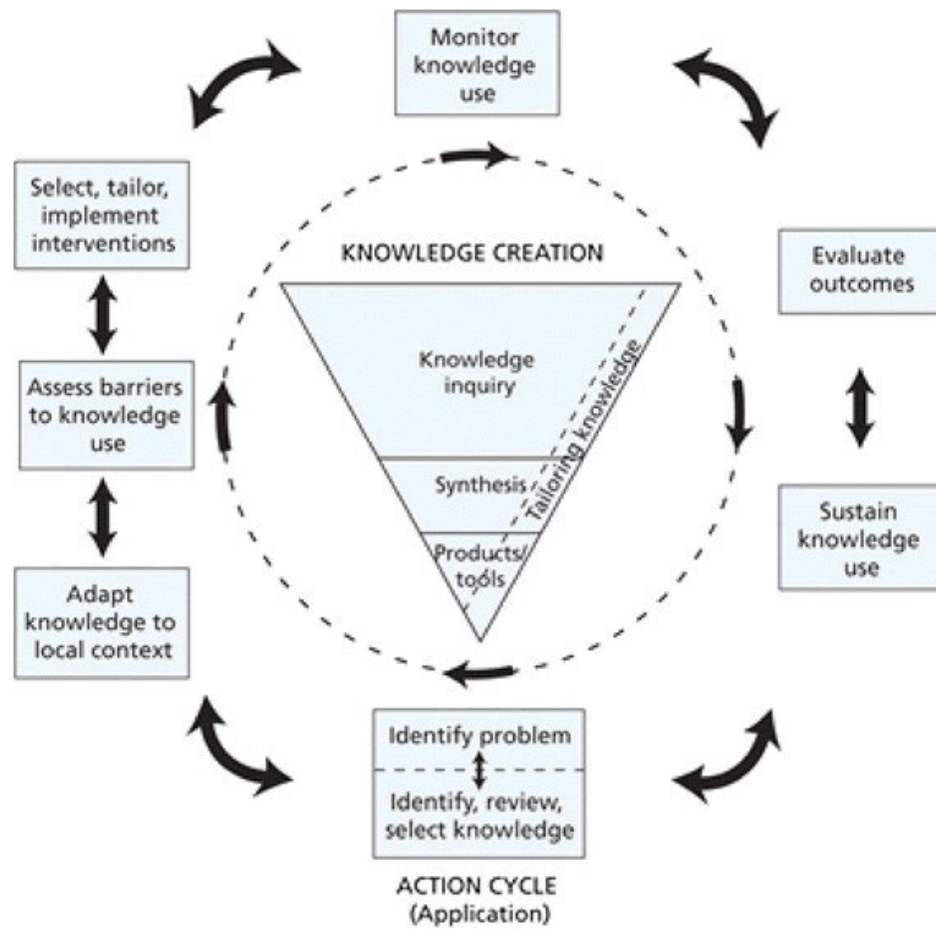 Monitor
knowledge
use
Select, tailor,
implement
interventions
KNOWLEDGE CREATION
Evaluate
outcomes
Knowledge
inquiry
Tailoring knowledge
Assess barriers
to knowledge
use
Synthesis
Sustain
knowledge
use
Products/
tools
Adapt
knowledge to
local context
Identify problem
Identify, review,
select knowledge
ACTION CYCLE
(Application)